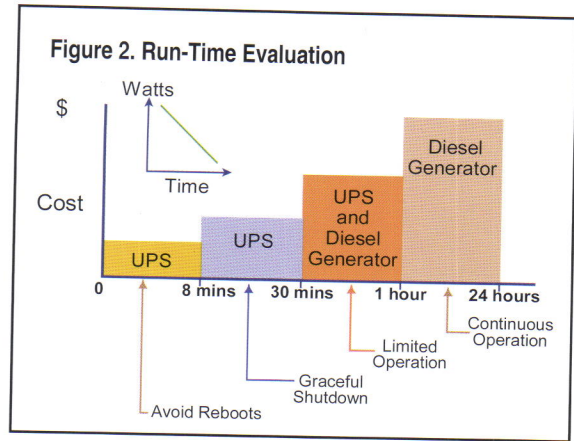 Figure 2. Run-Time Evaluation
Watts
$
Time
Cost
Diesel
Generator
UPS
and
Diesel
Generator
UPS
UPS
0
8 mins
30 mins
1 hour
24 hours
Continuous
Operation
Limited
Operation
Graceful
Shutdown
Avoid Reboots